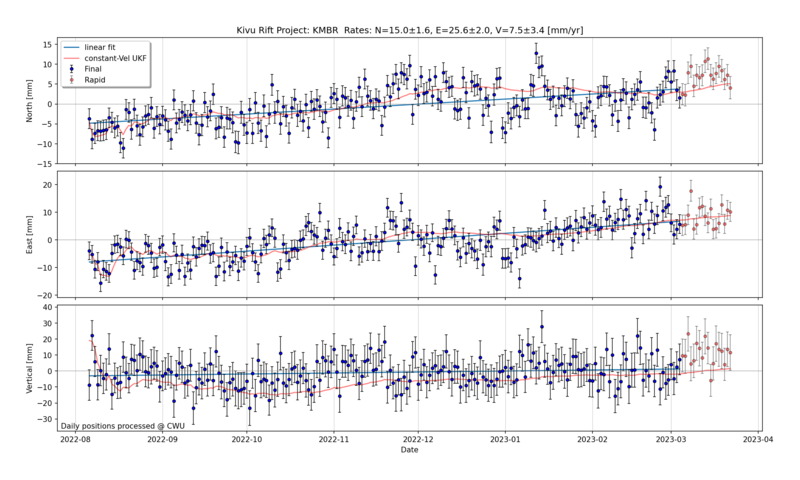 Kivu Rift Project: KMBR  Rates: N=15.0±1.6, E=25.6±2.0, V=7.5±3.4 [mm/yr]
linear fit
constant-Vel UKF
Final
Rapid
North [mm]
15
10
5
0
−5
−10
−15
East [mm]
20
10
0
−10
−20
Vertical [mm]
40
30
20
10
0
−10
−20
−30
Daily positions processed @ CWU
2022-08 2022-09 2022-10 2022-11 2022-12 2023-01 2023-02 2023-03 2023-04
Date